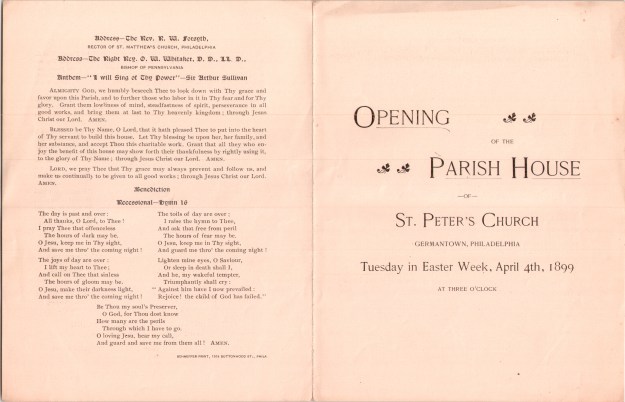 Address—The Rev. R. W. Forsyth,
RECTOR OF ST. MATTHEW'S CHURCH, PHILADELPHIA
Address—The Right Rev. O. W. Whitaker, D. D., LL D.,
BISHOP OF PENNSYLVANIA
Anthem—"I will Sing of Thy Power"—Sir Arthur Sullivan
ALMIGHTY GOD, we humbly beseech Thee to look down with Thy grace and
favor upon this Parish, and to further those who labor in it in Thy fear and for Thy
glory. Grant them lowliness of mind, steadfastness of spirit, perseverance in all
good works, and bring them at last to Thy heavenly kingdom; through Jesus
Christ our Lord. AMEN.
BLESSED be Thy Name, O Lord, that it hath pleased Thee to put into the heart
of Thy servant to build this house. Let Thy blessing be upon her, her family, and
her substance, and accept Thou this charitable work. Grant that all they who en-
joy the benefit of this house may show forth their thankfulness by rightly using it,
to the glory of Thy Name; through Jesus Christ our Lord. AMEN.
LORD, we pray Thee that Thy grace may always prevent and follow us, and
make us continually to be given to all good works; through Jesus Christ our Lord.
AMEN.
Benediction
Recessional—Hymn 16
The day is past and over:
All thanks, O Lord, to Thee!
I pray Thee that offenceless
The hours of dark may be.
O Jesu, keep me in Thy sight,
And save me thro' the coming night!
The joys of day are over:
I lift my heart to Thee;
And call on Thee that sinless
The hours of gloom may be.
O Jesu, make their darkness light,
And save me thro' the coming night!
The toils of day are over:
I raise the hymn to Thee,
And ask that free from peril
The hours of fear may be.
O Jesu, keep me in Thy sight,
And guard me thro' the coming night!
Lighten mine eyes, O Saviour,
Or deep in death shall I,
And he, my wakeful tempter,
Triumphantly shall cry:
"Against him have I now prevailed:
Rejoice! the child of God has failed."
Be Thou my soul's Preserver,
O God, for Thou dost know
How many are the perils
Through which I have to go.
O loving Jesu, hear my call,
And guard and save me from them all! AMEN.
OPENING
OF THE
PARISH HOUSE
—OF—
ST. PETER'S CHURCH
GERMANTOWN, PHILADELPHIA
Tuesday in Easter Week, April 4th, 1899
AT THREE O'CLOCK